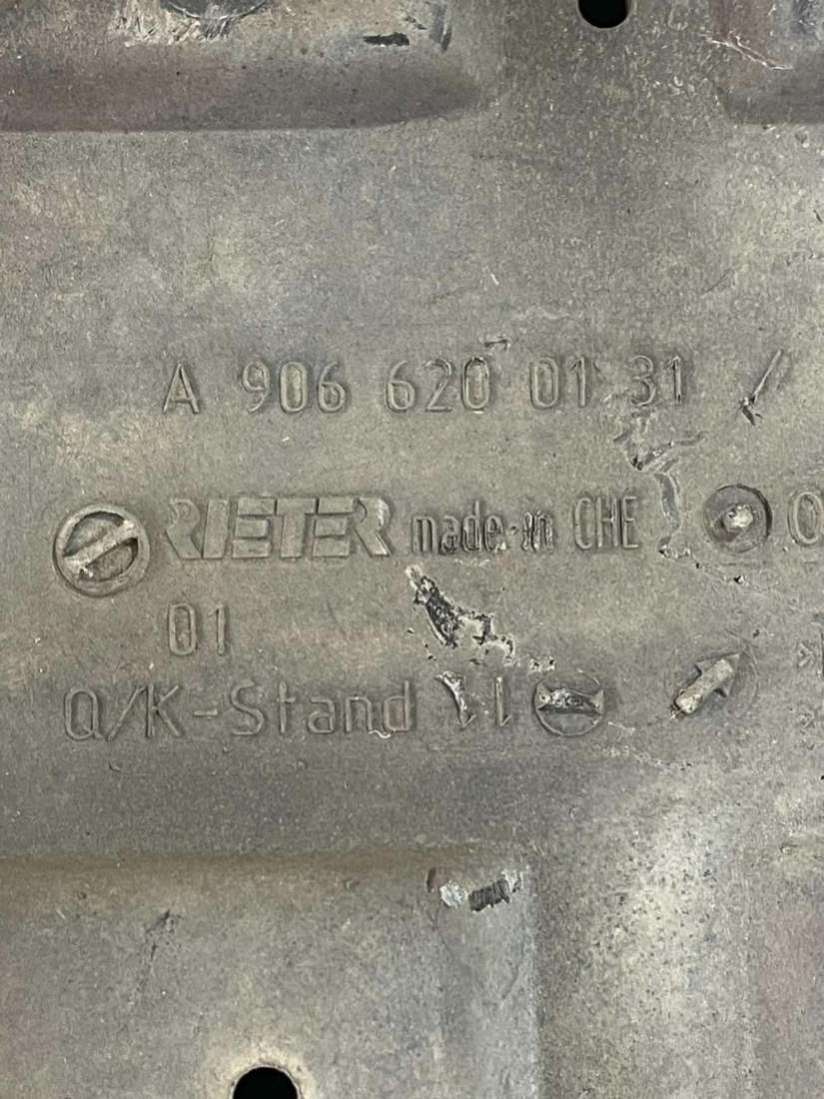 A 906 620 01 31
RIETER made in CHE
01
Q/K-Stand